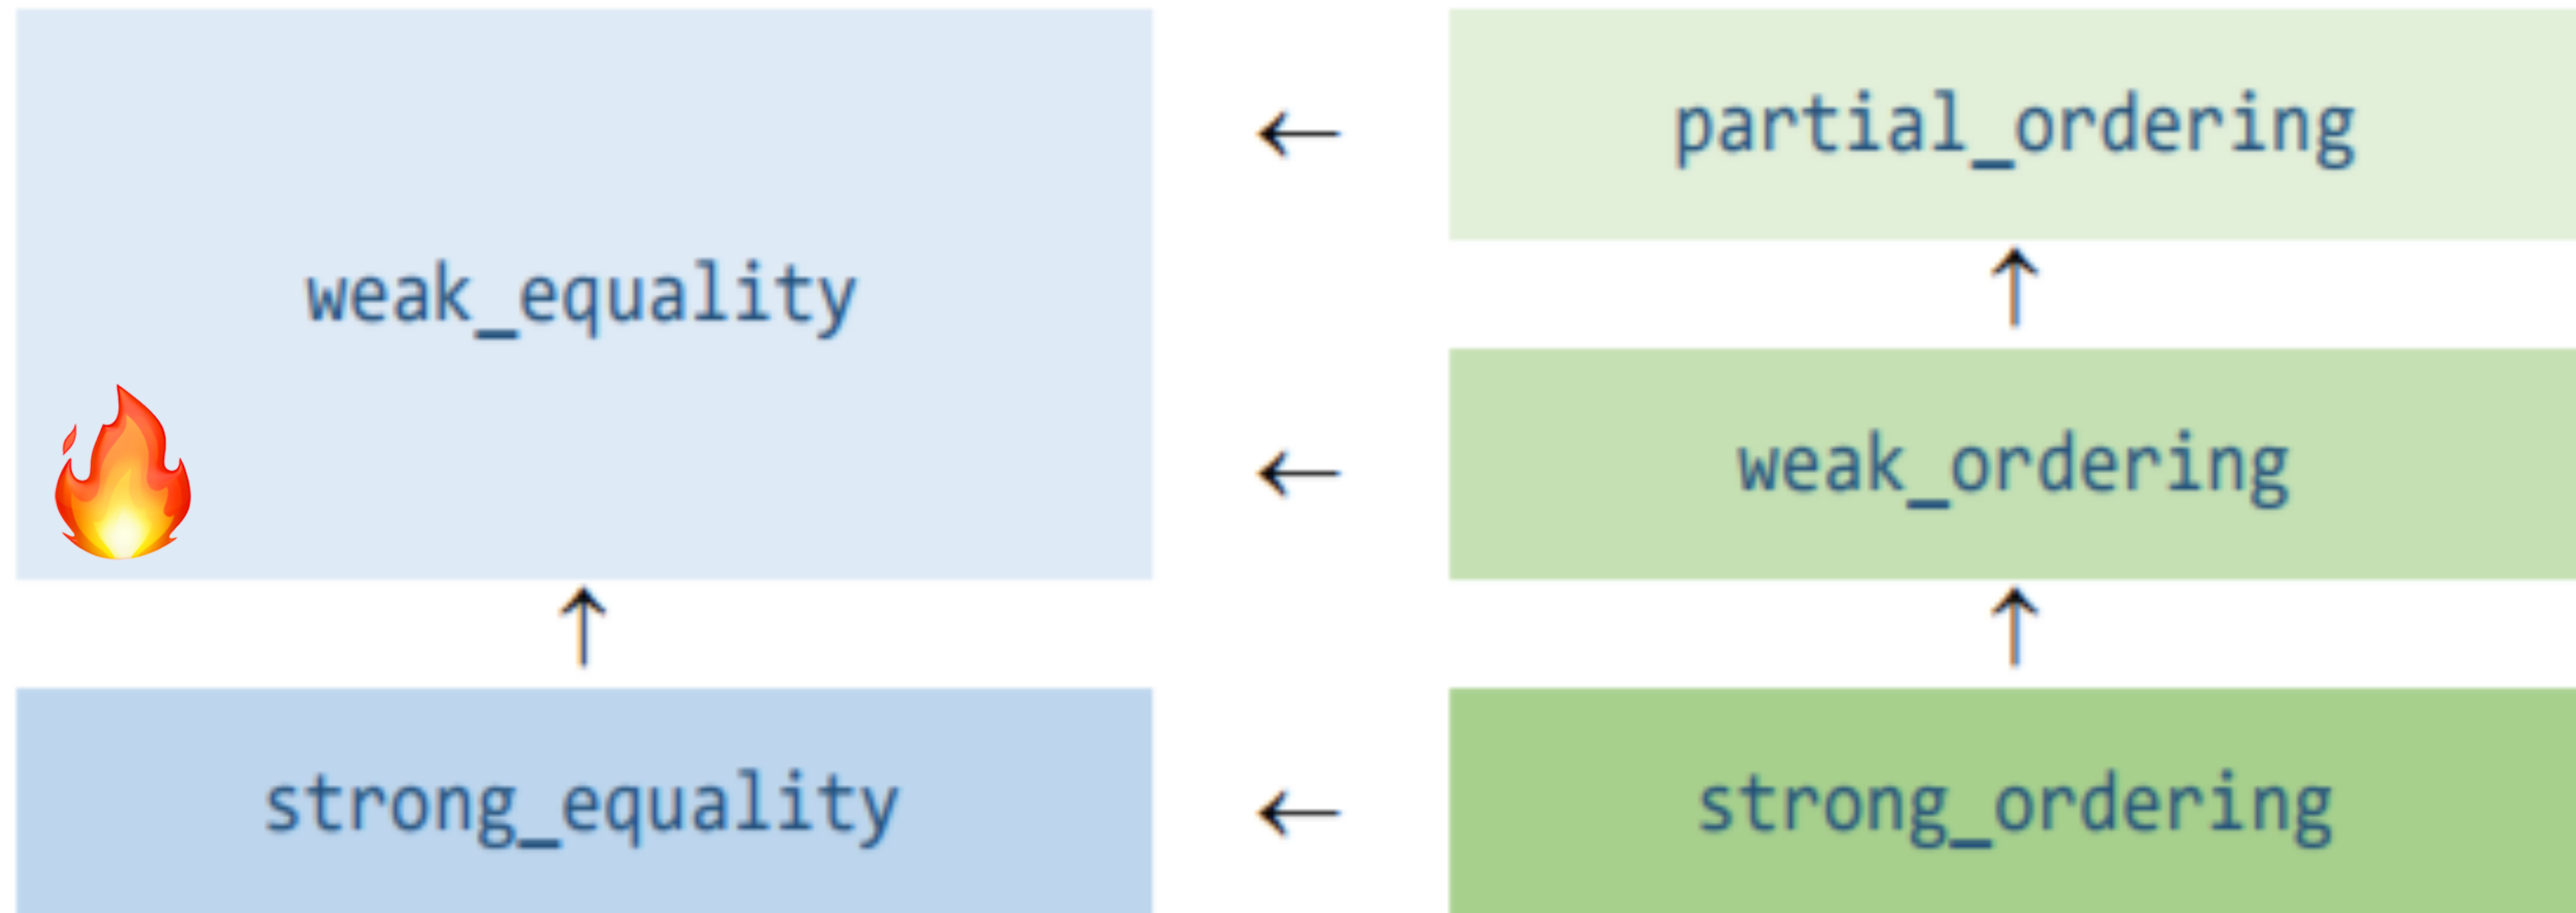 partial_ordering
weak_equality
weak_ordering
strong_equality
strong_ordering